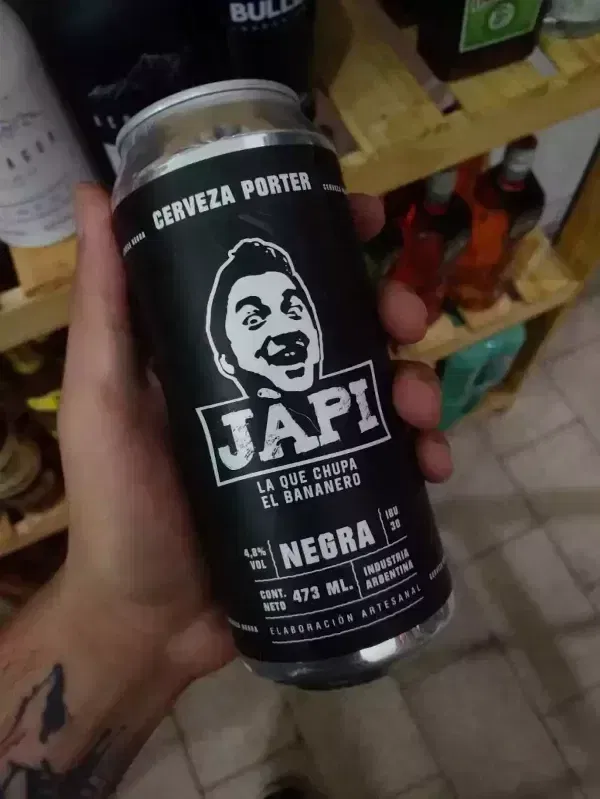 BULL
CERVEZA PORTER
JAPI
LA QUE CHUPA
EL BANANERO
4,8%
VOL
NEGRA
IBU
30
CONT.
NETO
473 ML.
INDUSTRIA
ARGENTINA
ELABORACIÓN ARTESANAL